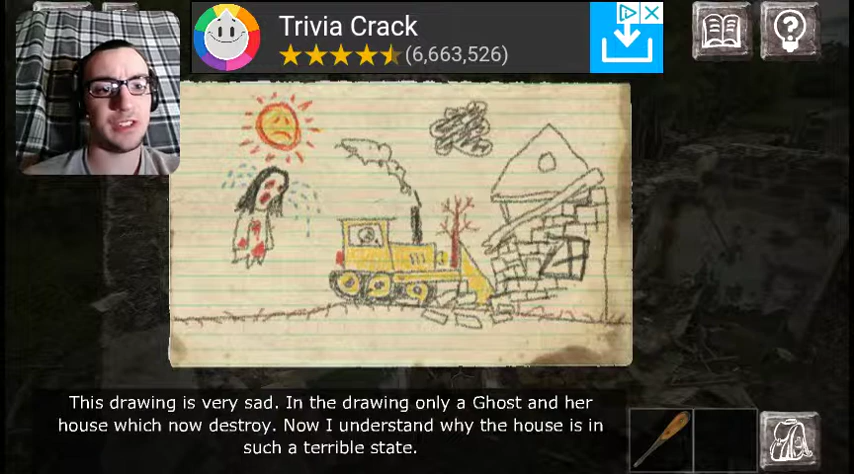 Trivia Crack
(6,663,526)
This drawing is very sad. In the drawing only a Ghost and her
house which now destroy. Now I understand why the house is in
such a terrible state.